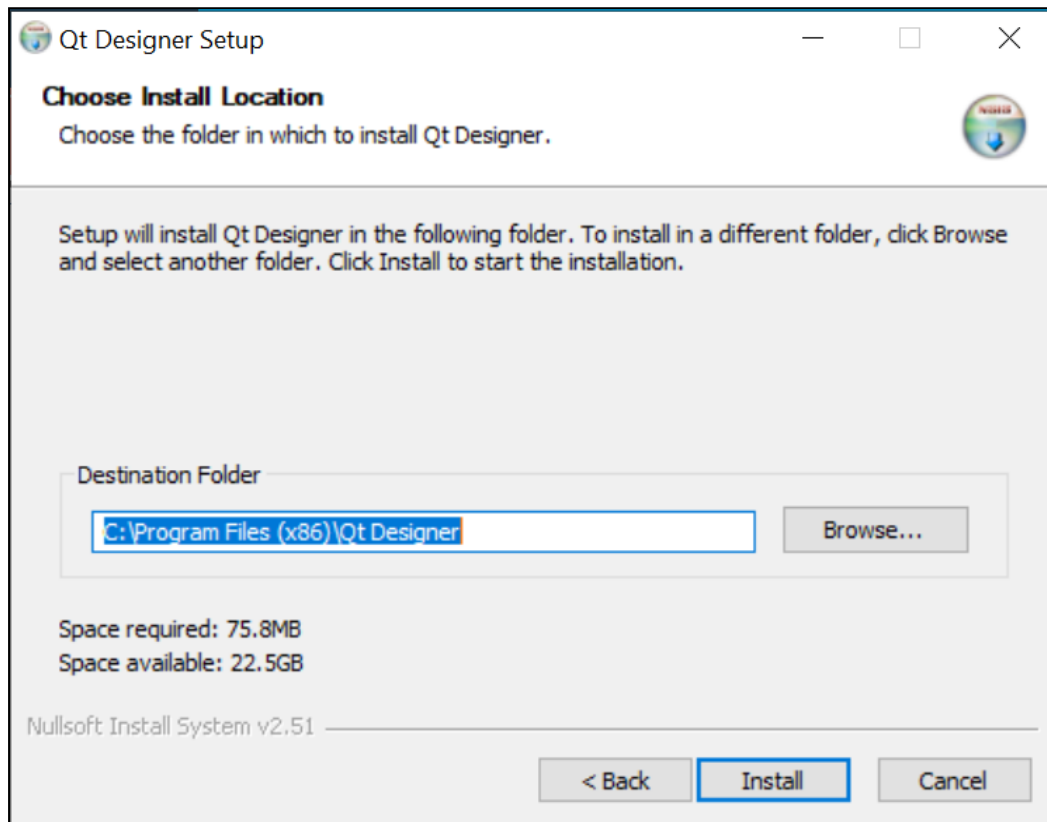 Qt Designer Setup
Choose Install Location
Choose the folder in which to install Qt Designer.
Setup will install Qt Designer in the following folder. To install in a different folder, click Browse
and select another folder. Click Install to start the installation.
Destination Folder
C:\Program Files (x86)\Qt Designer
Browse...
Space required: 75.8MB
Space available: 22.5GB
Nullsoft Install System v2.51
< Back
Install
Cancel